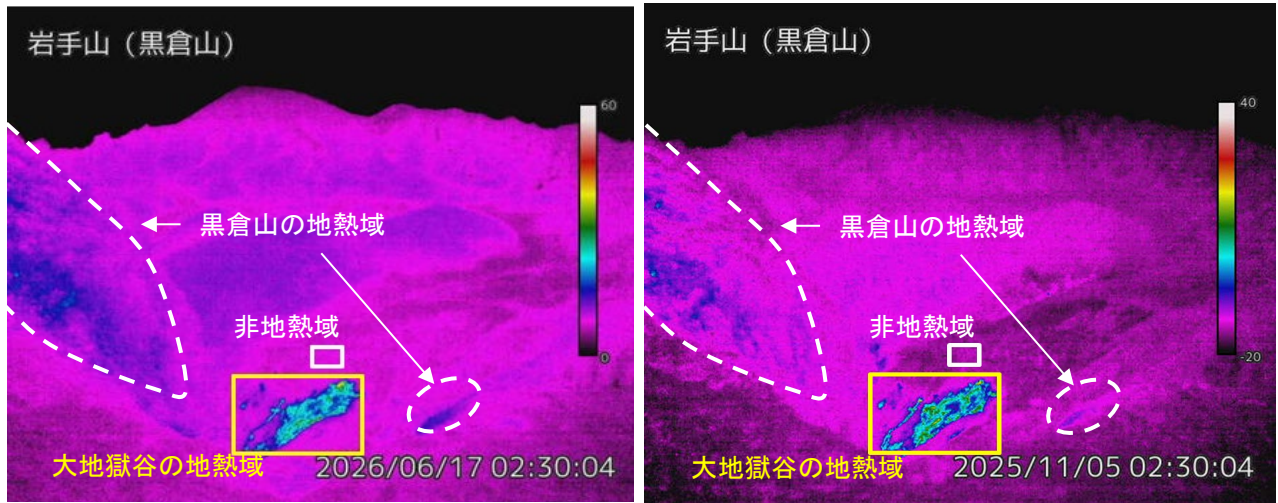 岩手山（黒倉山）
60
黒倉山の地熱域
非地熱域
0
大地獄谷の地熱域
2026/06/17 02:30:04
岩手山（黒倉山）
40
黒倉山の地熱域
非地熱域
-20
大地獄谷の地熱域
2025/11/05 02:30:04